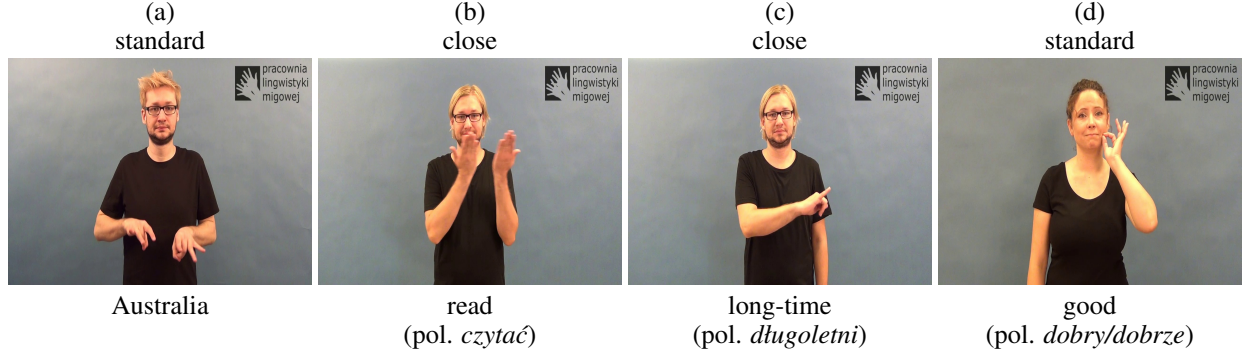 (a)
standard
pracownia
lingwistyki
migowej
Australia
(b)
close
pracownia
lingwistyki
migowej
read
(pol. czytać)
(c)
close
pracownia
lingwistyki
migowej
long-time
(pol. długoletni)
(d)
standard
pracownia
lingwistyki
migowej
good
(pol. dobry/dobrze)